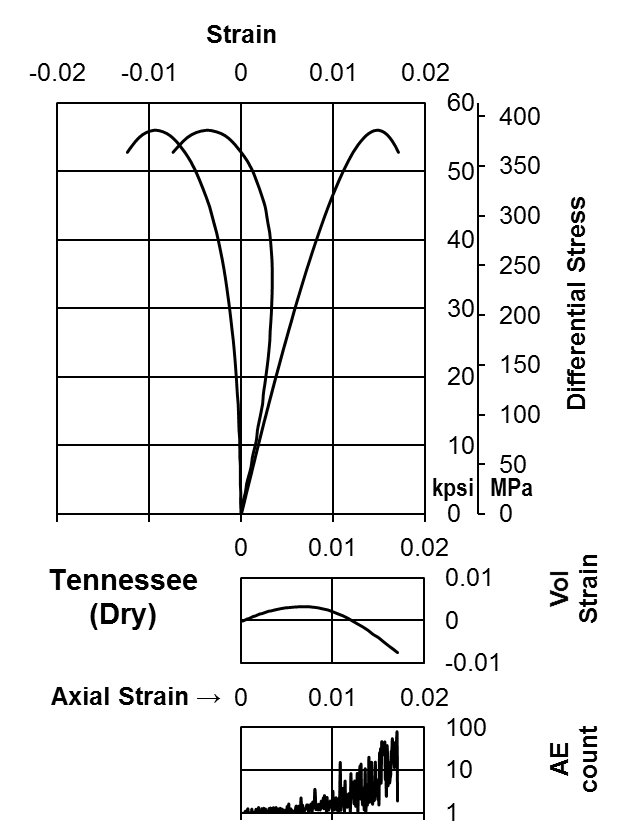 Strain
-0.02 -0.01 0 0.01 0.02
60
400
50
350
300
40
250
Differential Stress
30
200
20
150
100
10
50
kpsi MPa
0 0
0 0.01 0.02
Tennessee
(Dry)
0.01
0
-0.01
Vol
Strain
Axial Strain → 0 0.01 0.02
100
10
1
AE
count